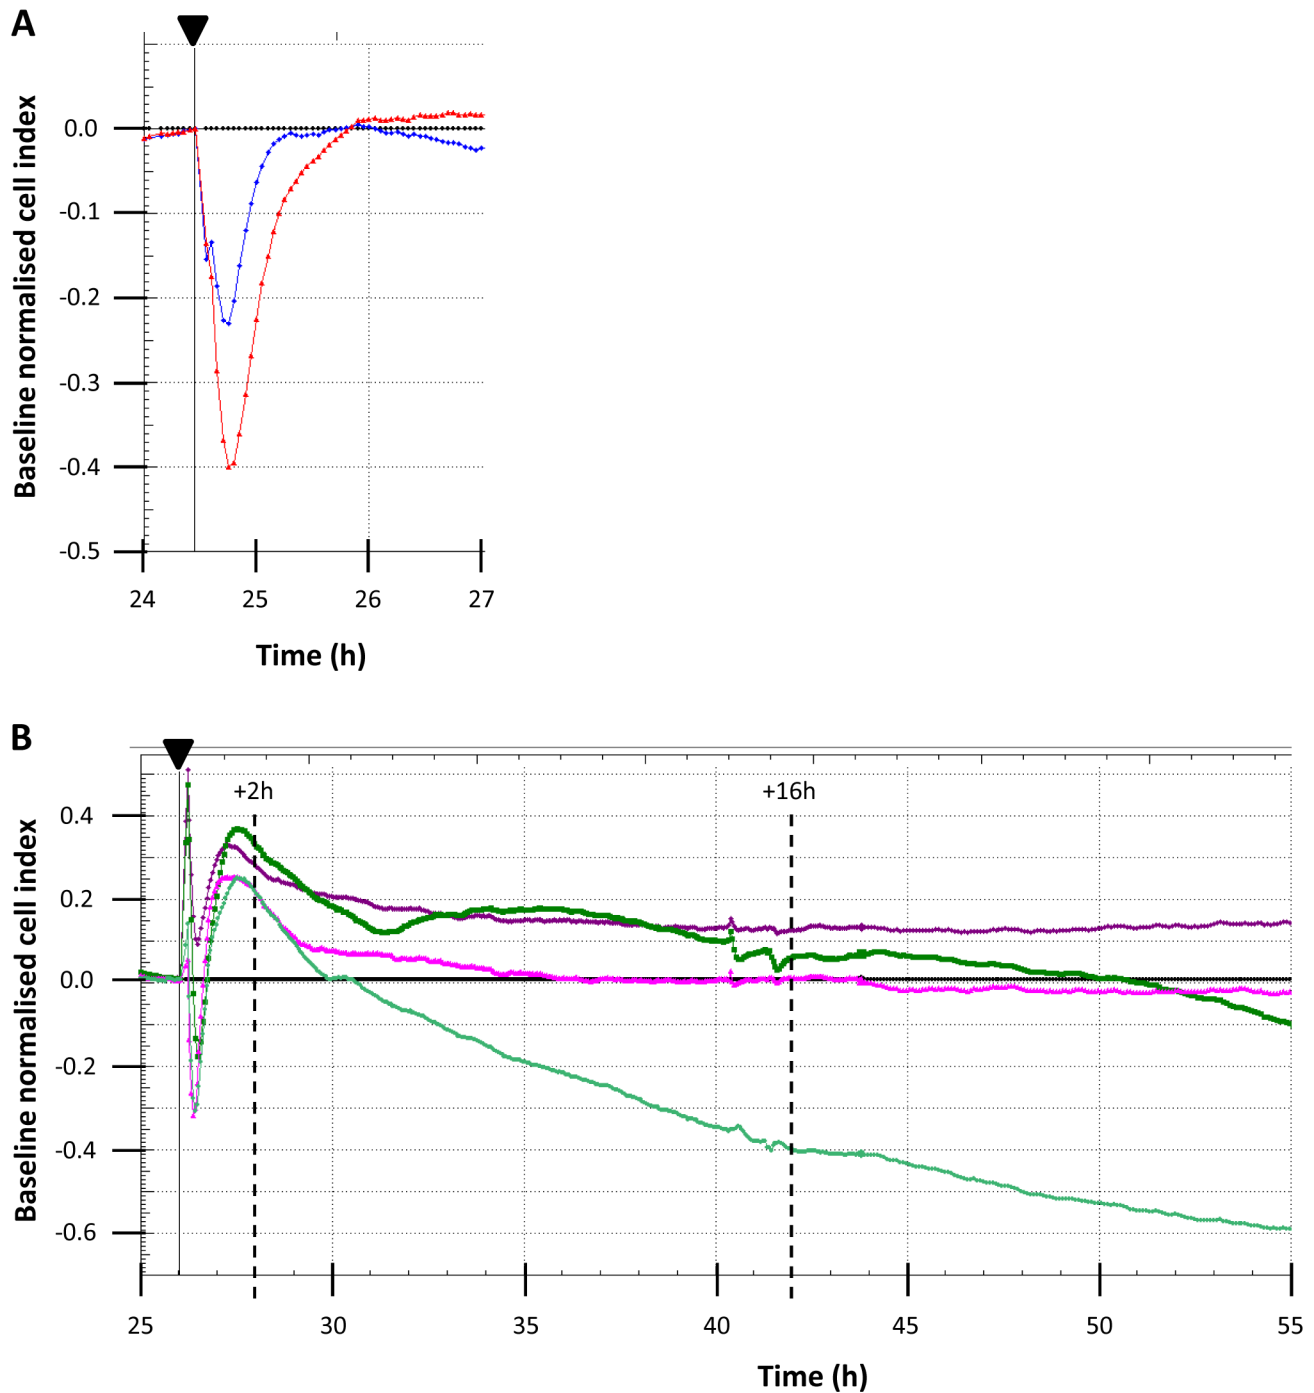 A
Baseline normalised cell index
0.0
-0.1
-0.2
-0.3
-0.4
-0.5
24 25 26 27
Time (h)
B
Baseline normalised cell index
+2h +16h
0.4
0.2
0.0
-0.2
-0.4
-0.6
25 30 35 40 45 50 55
Time (h)